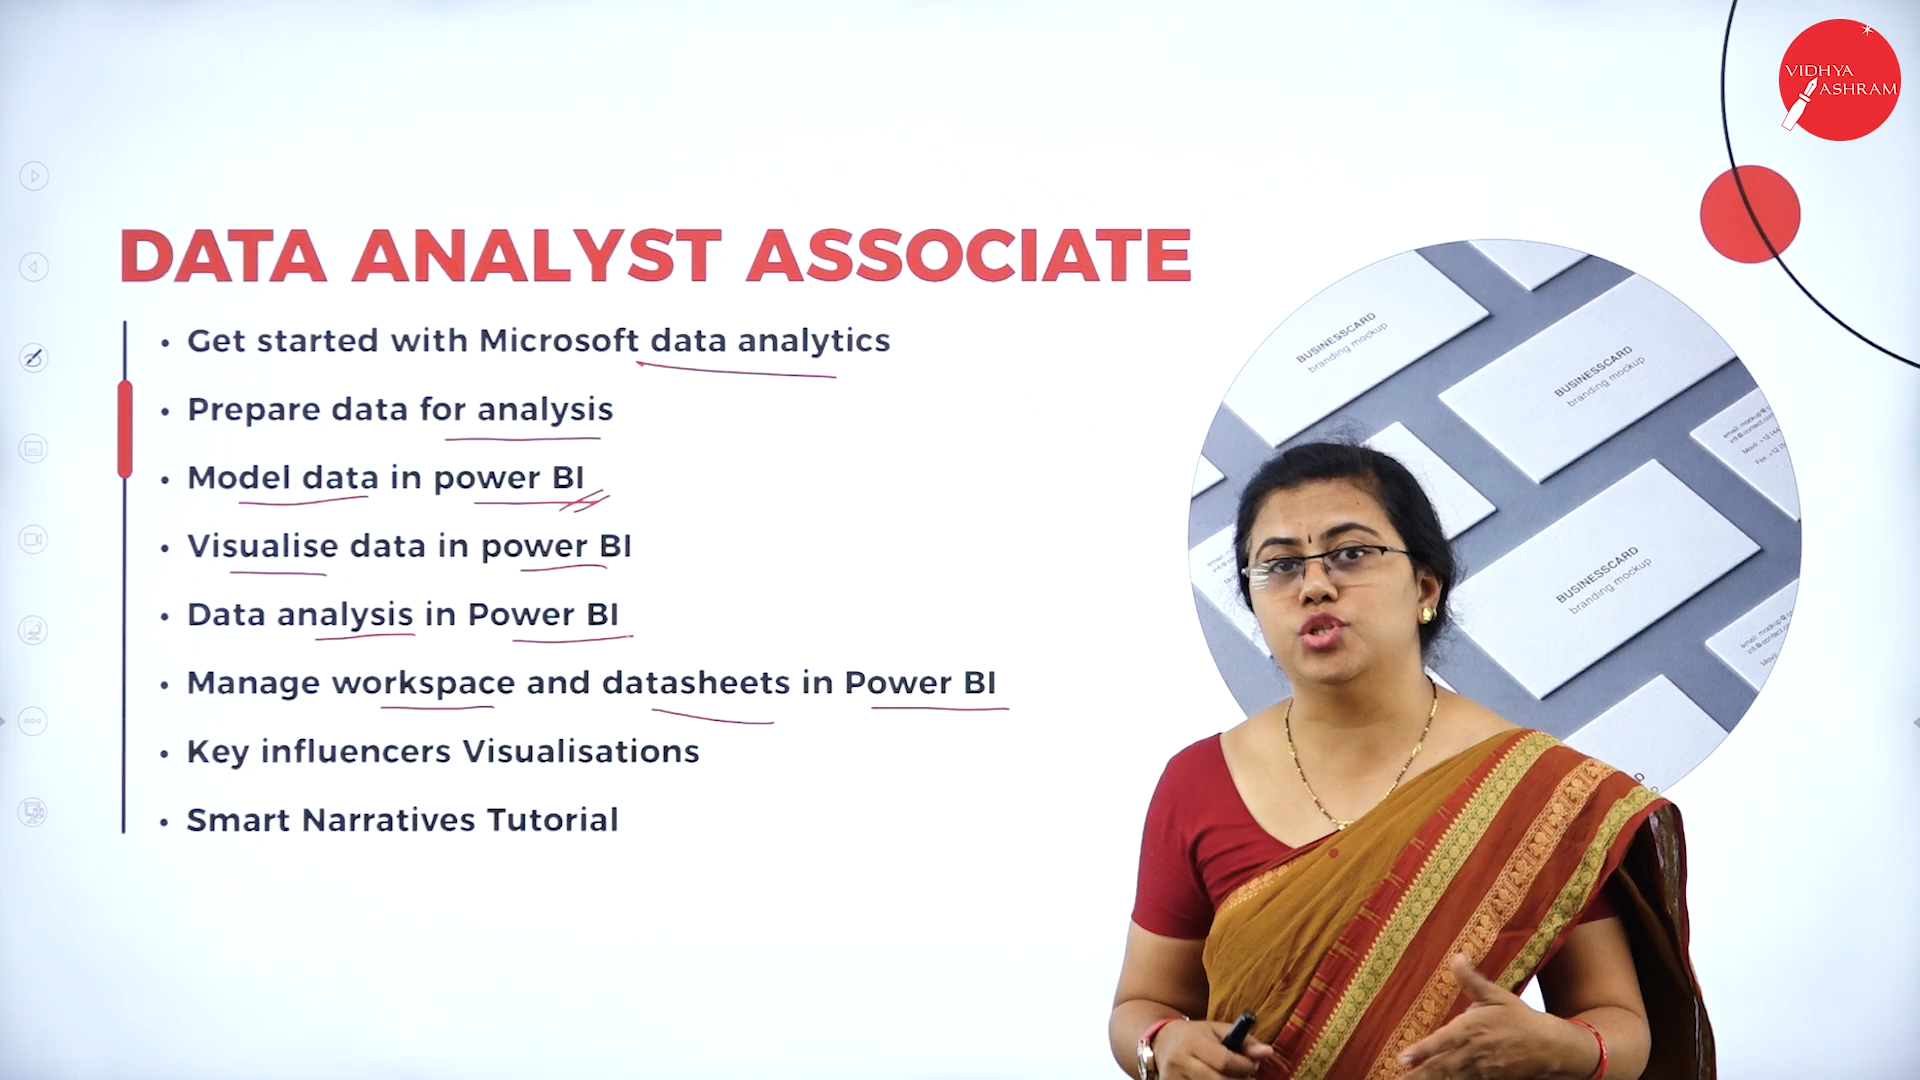 VIDHYA
ASHRAM
DATA ANALYST ASSOCIATE
• Get started with Microsoft data analytics
• Prepare data for analysis
• Model data in power BI
• Visualise data in power BI
• Data analysis in Power BI
• Manage workspace and datasheets in Power BI
• Key influencers Visualisations
• Smart Narratives Tutorial
BUSINESSCARD
branding mockup
BUSINESSCARD
branding mockup
BUSINESSCARD
branding mockup